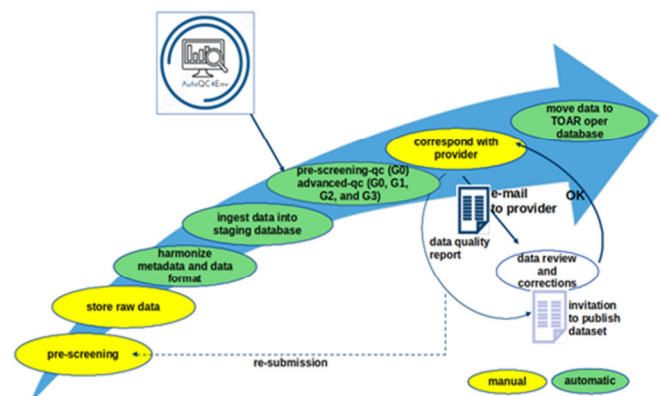 AutoQC4Env
move data to
TOAR oper
database
correspond with
provider
pre-screening-qc (G0)
advanced-qc (G0, G1,
G2, and G3)
e-mail
to provider
OK
ingest data into
staging database
data quality
report
harmonize
metadata and data
format
data review
and
corrections
store raw data
invitation
to publish
dataset
pre-screening
re-submission
manual
automatic